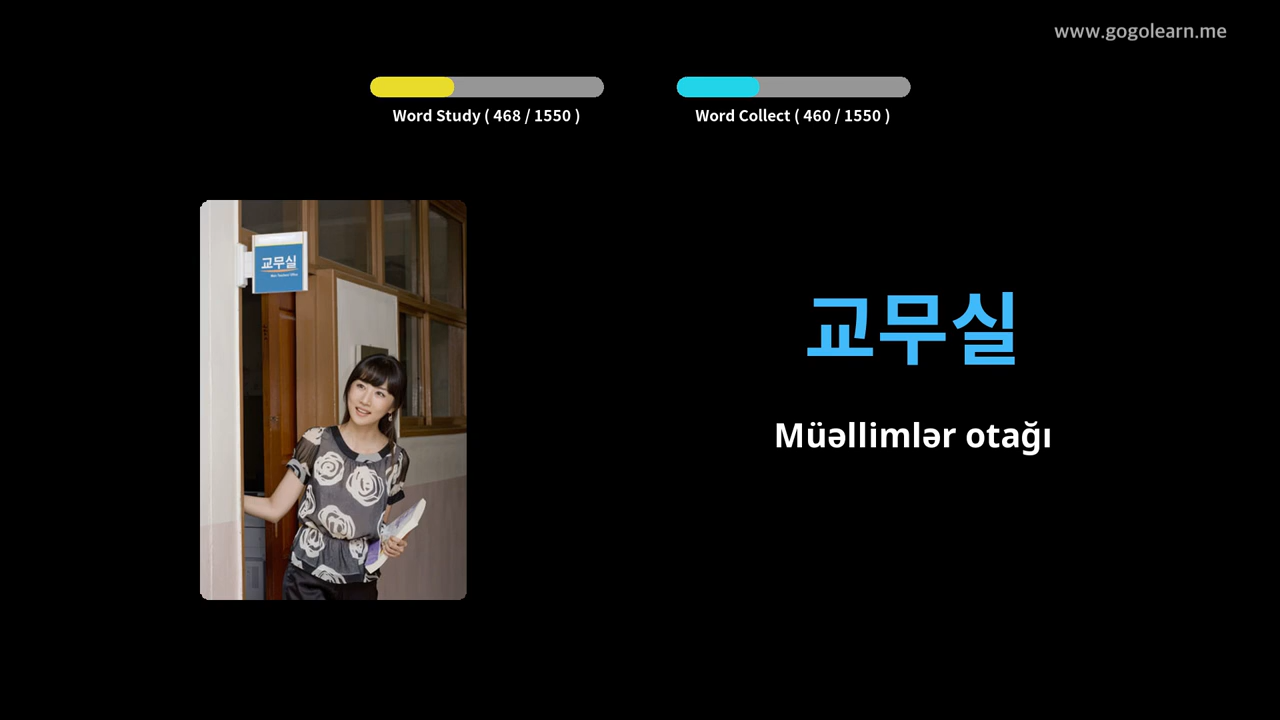 www.gogolearn.me
Word Study ( 468 / 1550 )
Word Collect ( 460 / 1550 )
교무실
교무실
Müəllimlər otağı